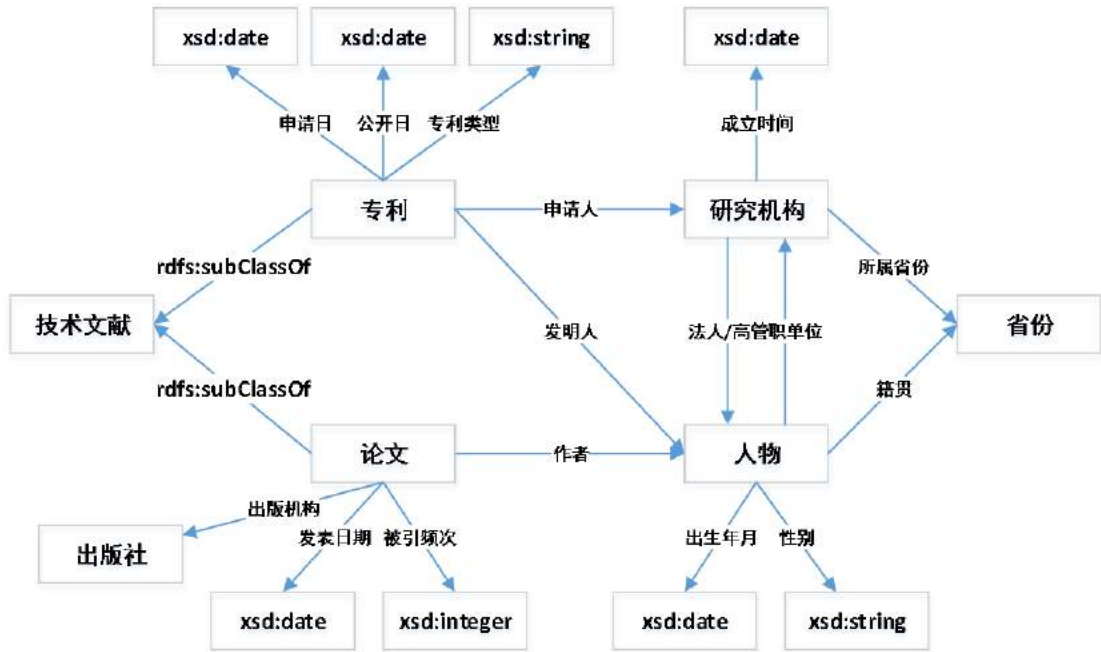 xsd:date
xsd:date
xsd:string
xsd:date
申请日
公开日
专利类型
成立时间
专利
申请人
研究机构
rdfs:subClassOf
所属省份
技术文献
发明人
法人/高管职单位
省份
rdfs:subClassOf
籍贯
论文
作者
人物
出版机构
出版社
发表日期
被引频次
出生年月
性别
xsd:date
xsd:integer
xsd:date
xsd:string